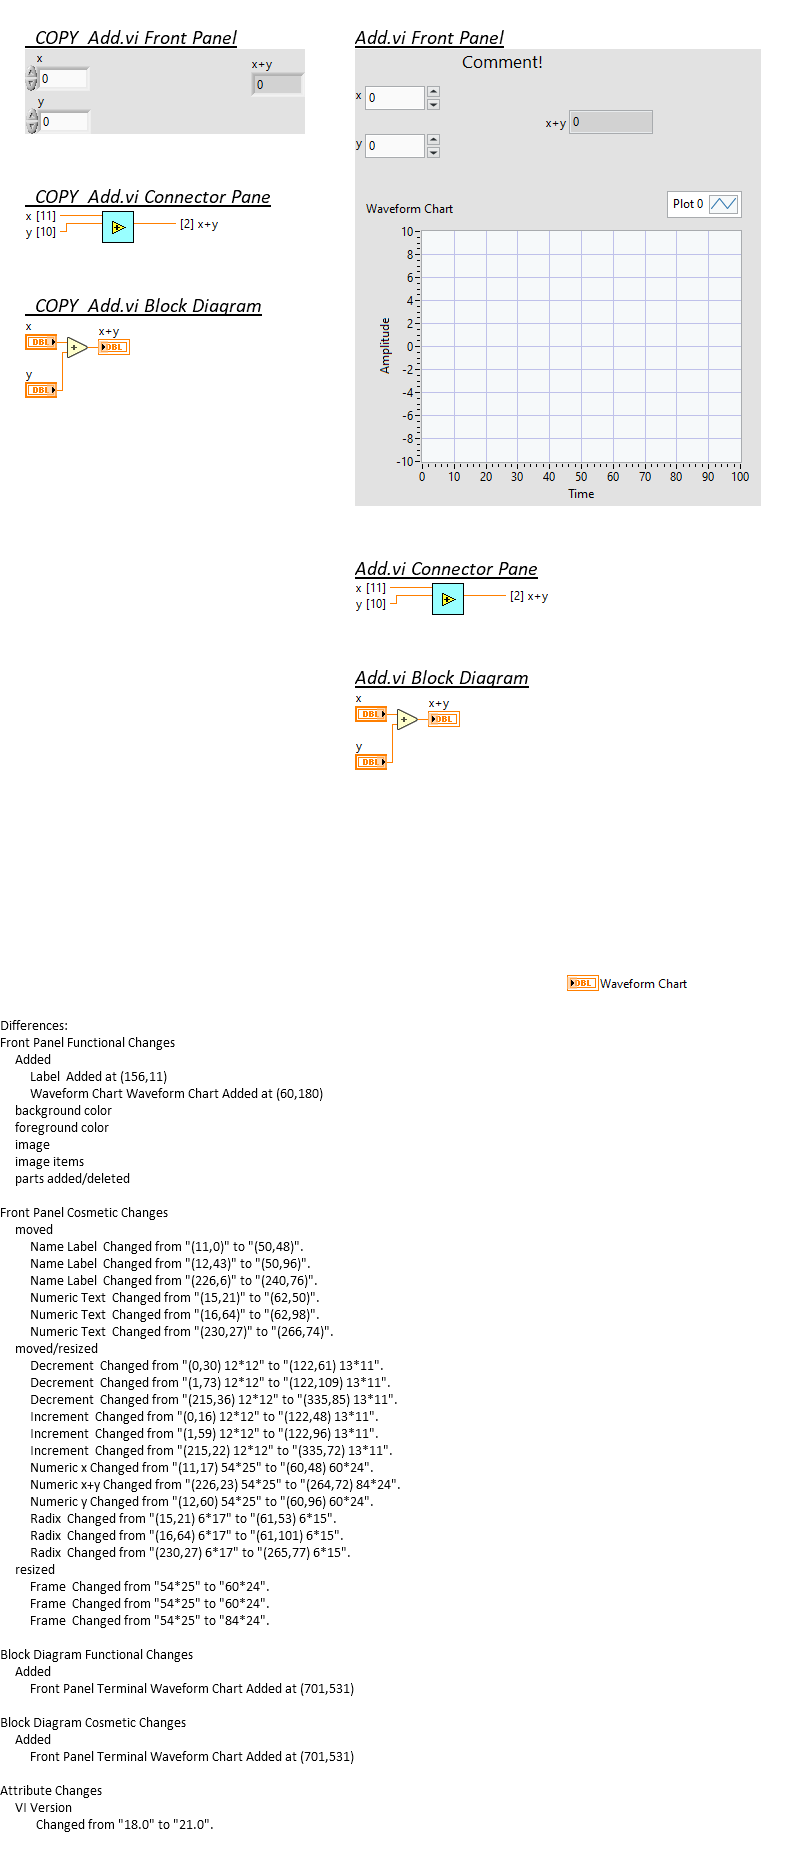 _COPY_Add.vi Front Panel
x
0
y
0
x+y
0
_COPY_Add.vi Connector Pane
x [11]
y [10]
[2] x+y
_COPY_Add.vi Block Diagram
x
DBL
x+y
DBL
y
DBL
Add.vi Front Panel
Comment!
x 0
x+y 0
y 0
Waveform Chart
Plot 0
10
8
6
4
2
0
-2
-4
-6
-8
-10
Amplitude
0 10 20 30 40 50 60 70 80 90 100
Time
Add.vi Connector Pane
x [11]
y [10]
[2] x+y
Add.vi Block Diagram
x
DBL
x+y
DBL
y
DBL
DBL Waveform Chart
Differences:
Front Panel Functional Changes
Added
Label  Added at (156,11)
Waveform Chart Waveform Chart Added at (60,180)
background color
foreground color
image
image items
parts added/deleted
Front Panel Cosmetic Changes
moved
Name Label  Changed from "(11,0)" to "(50,48)".
Name Label  Changed from "(12,43)" to "(50,96)".
Name Label  Changed from "(226,6)" to "(240,76)".
Numeric Text  Changed from "(15,21)" to "(62,50)".
Numeric Text  Changed from "(16,64)" to "(62,98)".
Numeric Text  Changed from "(230,27)" to "(266,74)".
moved/resized
Decrement  Changed from "(0,30) 12*12" to "(122,61) 13*11".
Decrement  Changed from "(1,73) 12*12" to "(122,109) 13*11".
Decrement  Changed from "(215,36) 12*12" to "(335,85) 13*11".
Increment  Changed from "(0,16) 12*12" to "(122,48) 13*11".
Increment  Changed from "(1,59) 12*12" to "(122,96) 13*11".
Increment  Changed from "(215,22) 12*12" to "(335,72) 13*11".
Numeric x Changed from "(11,17) 54*25" to "(60,48) 60*24".
Numeric x+y Changed from "(226,23) 54*25" to "(264,72) 84*24".
Numeric y Changed from "(12,60) 54*25" to "(60,96) 60*24".
Radix  Changed from "(15,21) 6*17" to "(61,53) 6*15".
Radix  Changed from "(16,64) 6*17" to "(61,101) 6*15".
Radix  Changed from "(230,27) 6*17" to "(265,77) 6*15".
resized
Frame  Changed from "54*25" to "60*24".
Frame  Changed from "54*25" to "60*24".
Frame  Changed from "54*25" to "84*24".
Block Diagram Functional Changes
Added
Front Panel Terminal Waveform Chart Added at (701,531)
Block Diagram Cosmetic Changes
Added
Front Panel Terminal Waveform Chart Added at (701,531)
Attribute Changes
VI Version
Changed from "18.0" to "21.0".